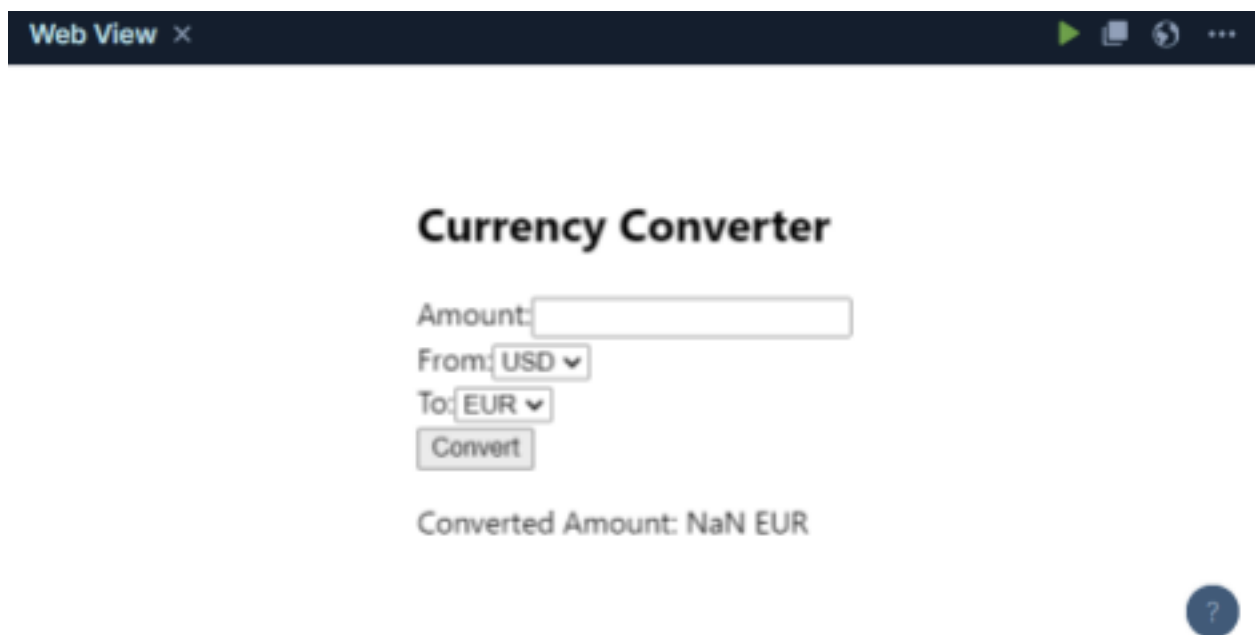 Web View ×
Currency Converter
Amount:
From: USD
To: EUR
Convert
Converted Amount: NaN EUR
?